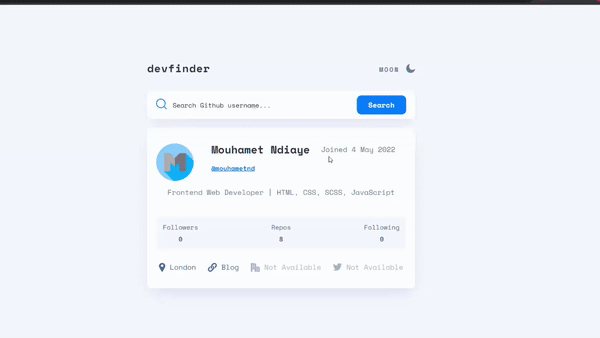 devfinder
MOON
Search Github username...
Search
Mouhamet Ndiaye
Joined 4 May 2022
@mouhametnd
Frontend Web Developer | HTML, CSS, SCSS, JavaScript
Followers
Repos
Following
0
8
0
London
Blog
Not Available
Not Available